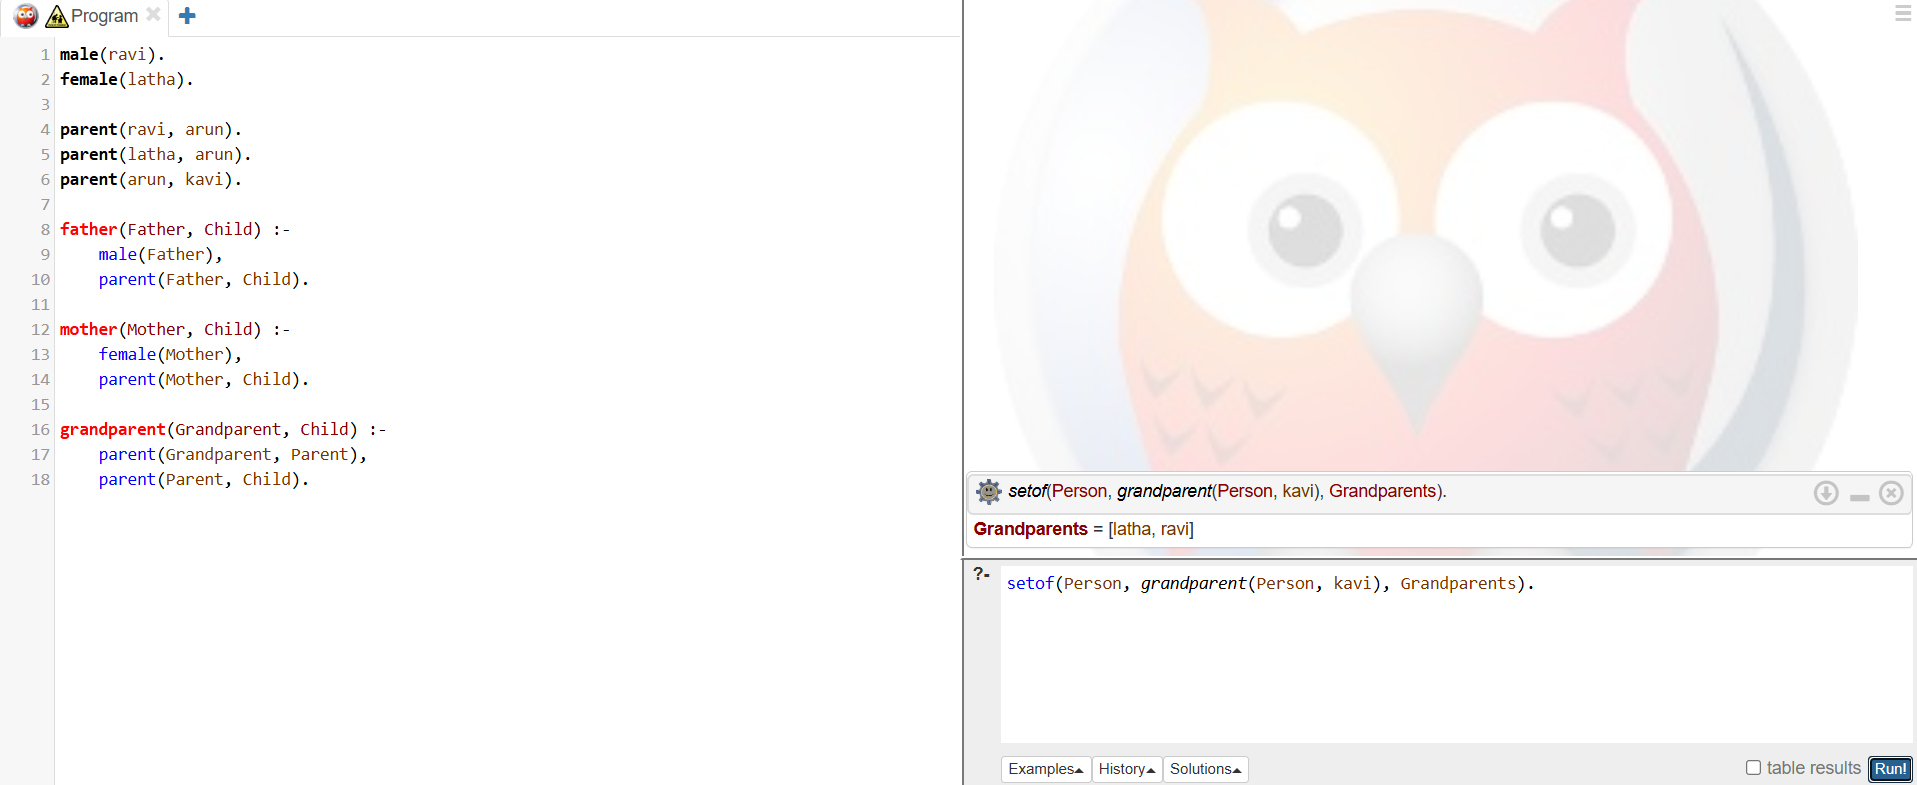 Program
1 male(ravi).
2 female(latha).
3
4 parent(ravi, arun).
5 parent(latha, arun).
6 parent(arun, kavi).
7
8 father(Father, Child) :-
9     male(Father),
10     parent(Father, Child).
11
12 mother(Mother, Child) :-
13     female(Mother),
14     parent(Mother, Child).
15
16 grandparent(Grandparent, Child) :-
17     parent(Grandparent, Parent),
18     parent(Parent, Child).
setof(Person, grandparent(Person, kavi), Grandparents).
Grandparents = [latha, ravi]
?- setof(Person, grandparent(Person, kavi), Grandparents).
Examples History Solutions table results Run!